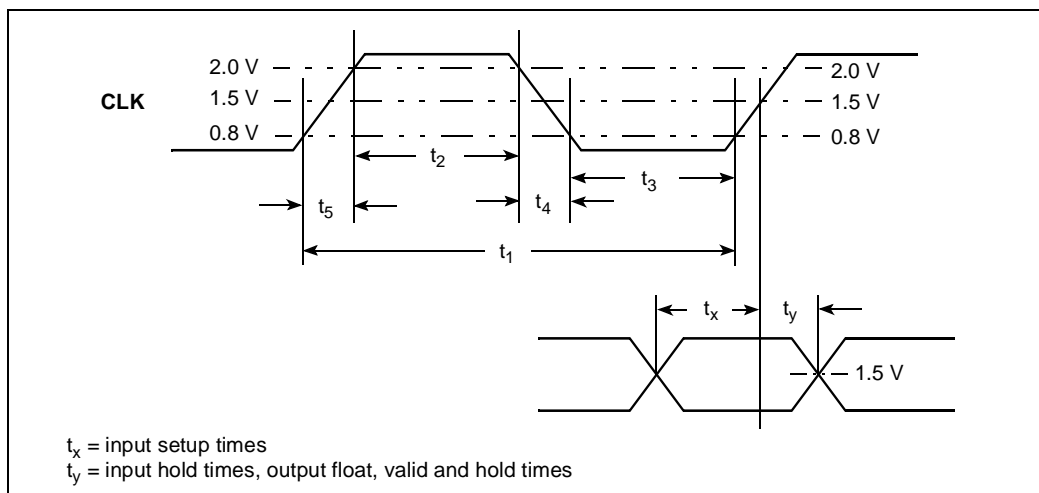 2.0 V 2.0 V
CLK 1.5 V 1.5 V
0.8 V 0.8 V
t2
t3
t5 t4
t1
tx ty
1.5 V
tx = input setup times
ty = input hold times, output float, valid and hold times